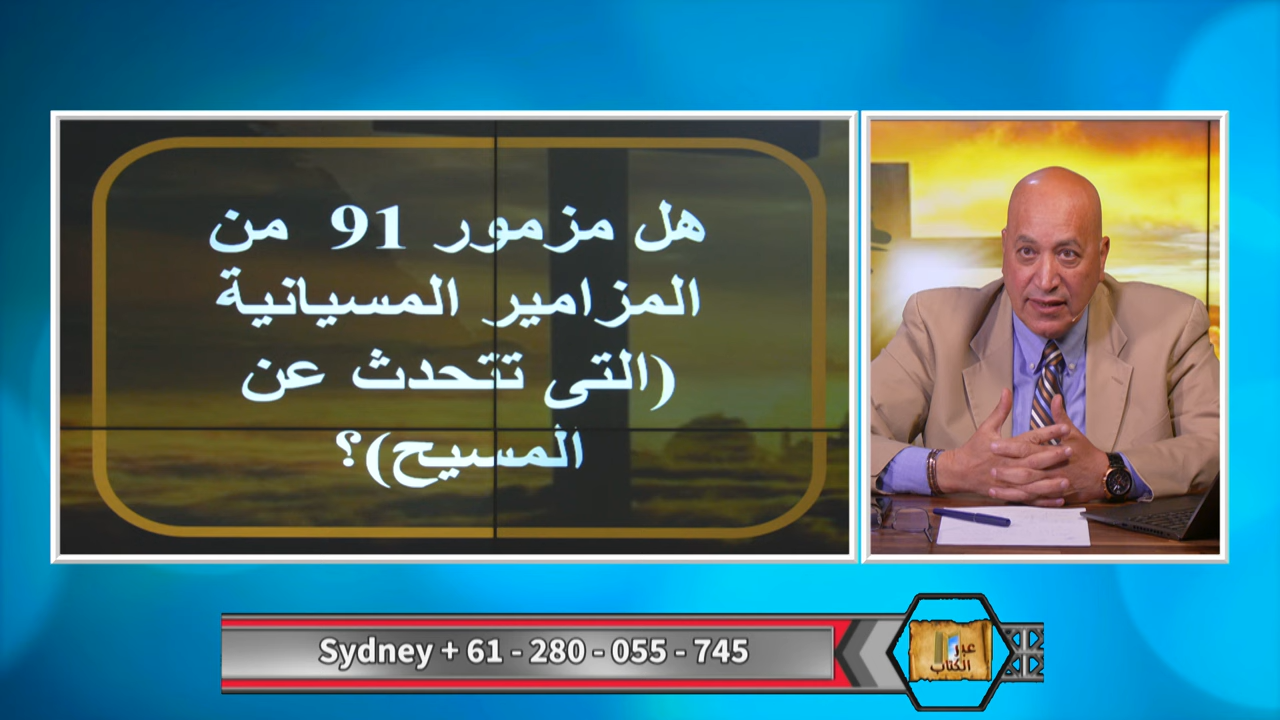 هل مزمور 91 من
المزامير المسيانية
(التى تتحدث عن
المسيح)؟
Sydney + 61 - 280 - 055 - 745
عبر
الكتاب